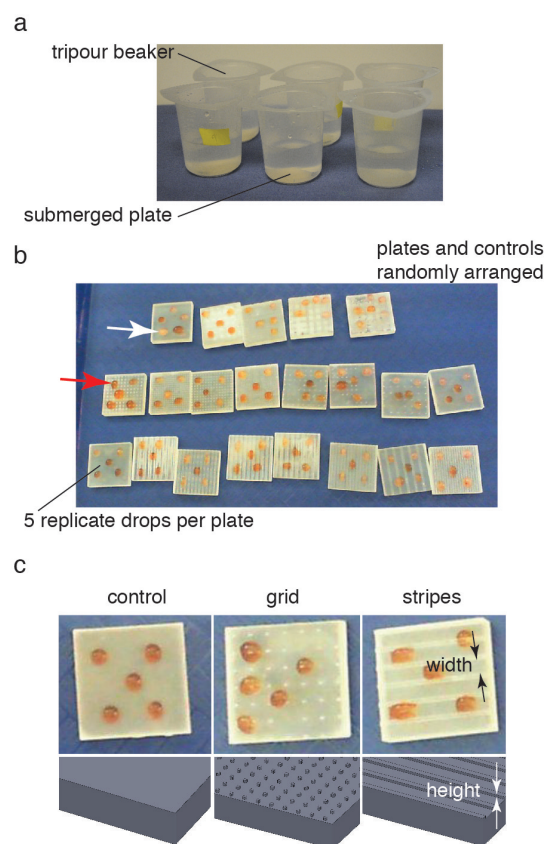 a
tripour beaker
submerged plate
b
plates and controls
randomly arranged
5 replicate drops per plate
c
control
grid
stripes
width
height